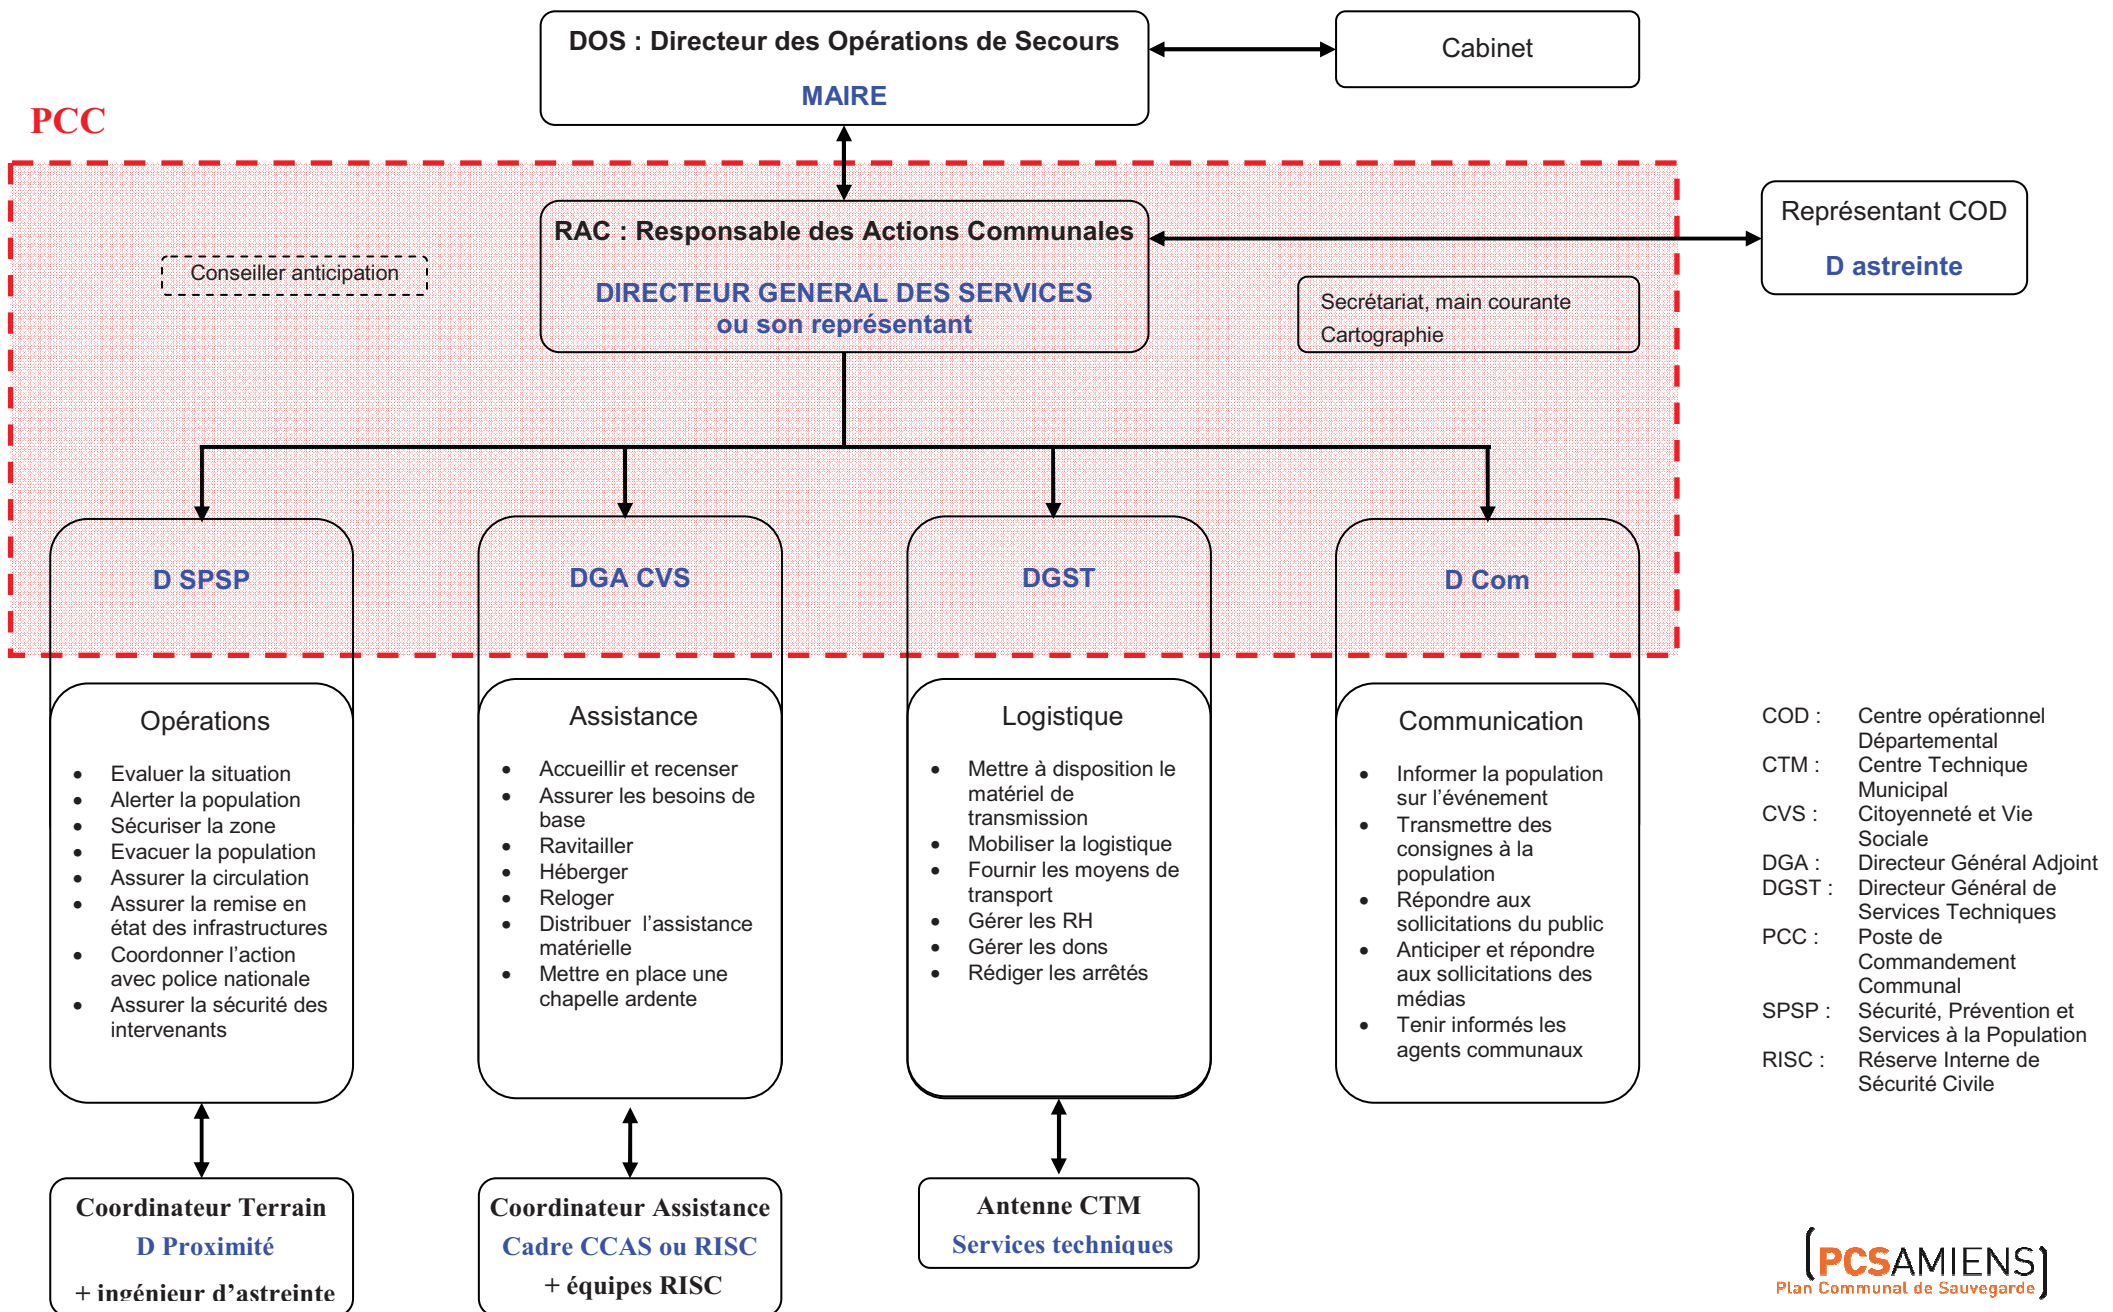 DOS : Directeur des Opérations de Secours
MAIRE
Cabinet
PCC
RAC : Responsable des Actions Communales
DIRECTEUR GENERAL DES SERVICES
ou son représentant
Conseiller anticipation
Secrétariat, main courante
Cartographie
Représentant COD
D astreinte
D SPSP
DGA CVS
DGST
D Com
Opérations
• Evaluer la situation
• Alerter la population
• Sécuriser la zone
• Evacuer la population
• Assurer la circulation
• Assurer la remise en
état des infrastructures
• Coordonner l’action
avec police nationale
• Assurer la sécurité des
intervenants
Assistance
• Accueillir et recenser
• Assurer les besoins de
base
• Ravitailler
• Héberger
• Reloger
• Distribuer l’assistance
matérielle
• Mettre en place une
chapelle ardente
Logistique
• Mettre à disposition le
matériel de
transmission
• Mobiliser la logistique
• Fournir les moyens de
transport
• Gérer les RH
• Gérer les dons
• Rédiger les arrêtés
Communication
• Informer la population
sur l’événement
• Transmettre des
consignes à la
population
• Répondre aux
sollicitations du public
• Anticiper et répondre
aux sollicitations des
médias
• Tenir informés les
agents communaux
COD : Centre opérationnel
Départemental
CTM : Centre Technique
Municipal
CVS : Citoyenneté et Vie
Sociale
DGA : Directeur Général Adjoint
DGST : Directeur Général de
Services Techniques
PCC : Poste de
Commandement
Communal
SPSP : Sécurité, Prévention et
Services à la Population
RISC : Réserve Interne de
Sécurité Civile
Coordinateur Terrain
D Proximité
+ ingénieur d’astreinte
Coordinateur Assistance
Cadre CCAS ou RISC
+ équipes RISC
Antenne CTM
Services techniques
PCSAMIENS
Plan Communal de Sauvegarde